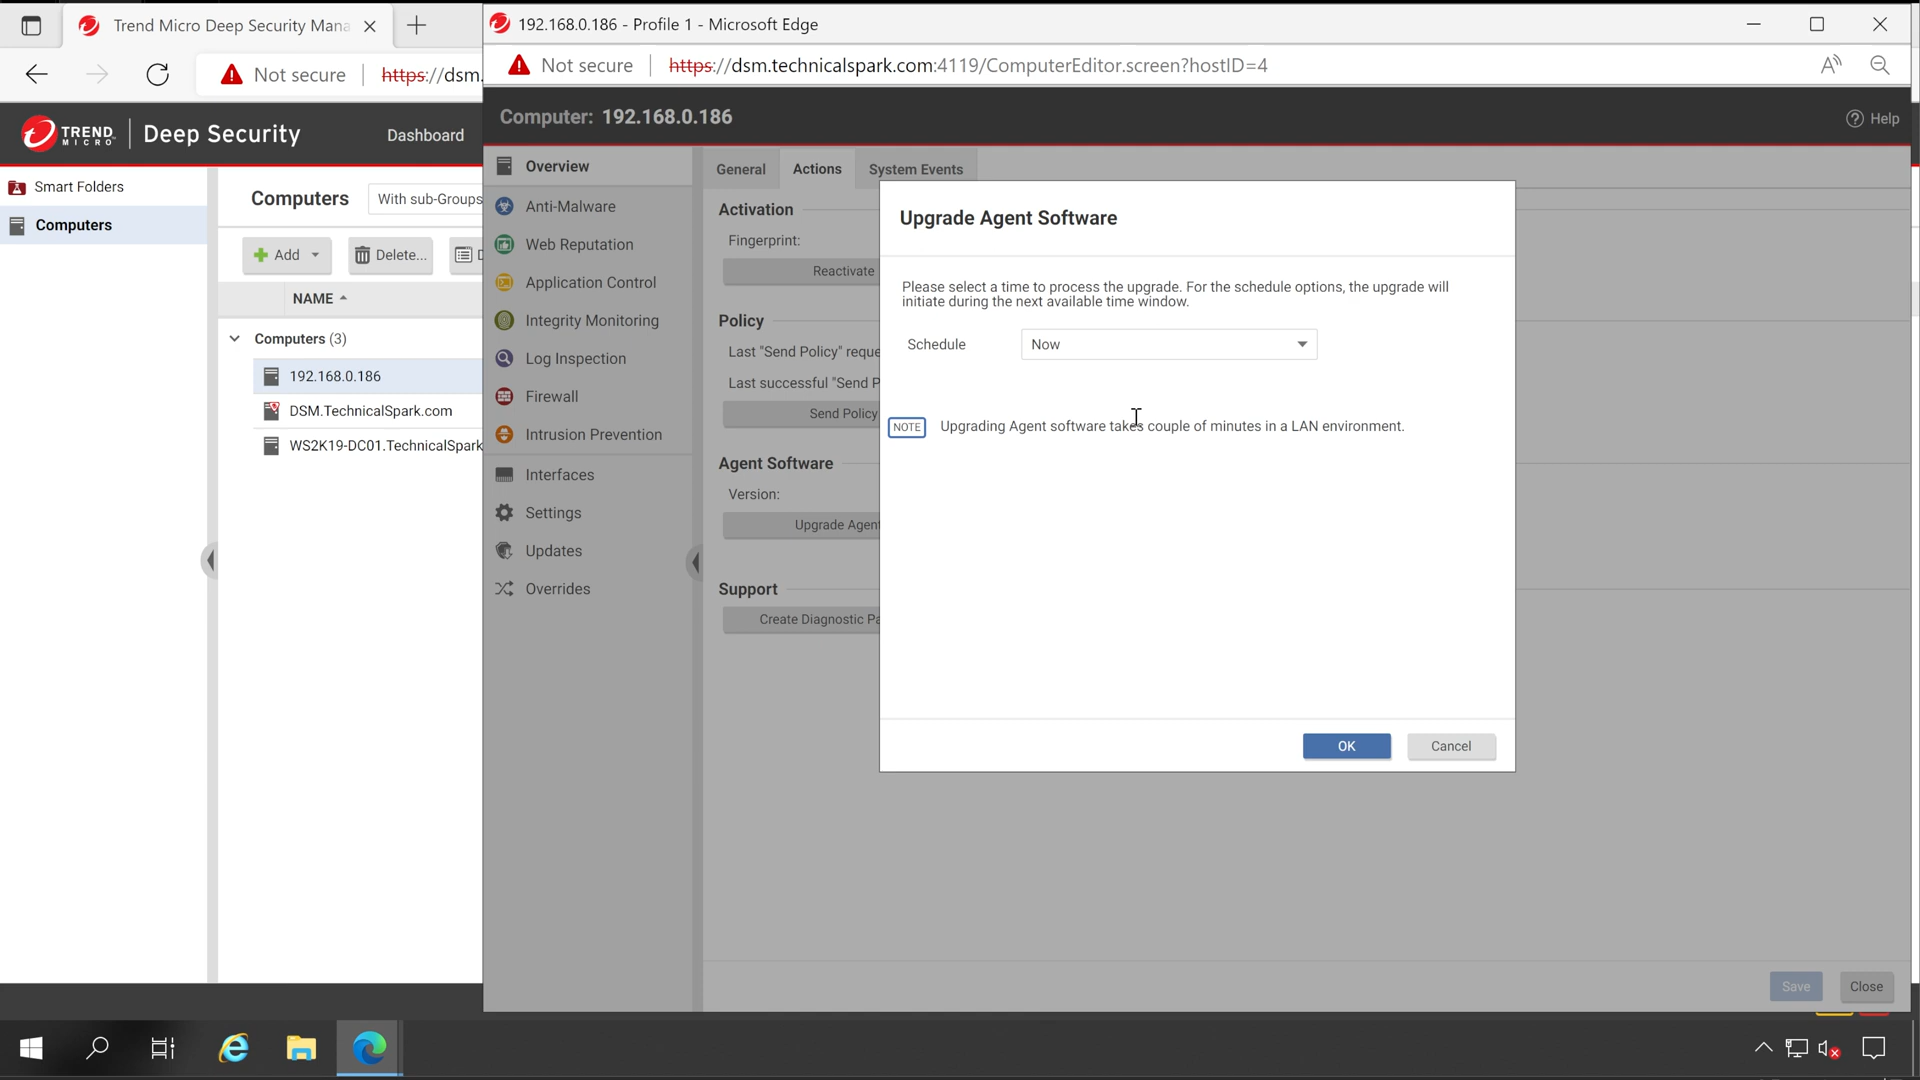 Trend Micro Deep Security Mana
192.168.0.186 - Profile 1 - Microsoft Edge
Not secure
https://dsm.
Not secure
https://dsm.technicalspark.com:4119/ComputerEditor.screen?hostID=4
TREND MICRO
Deep Security
Dashboard
Computer: 192.168.0.186
Help
Smart Folders
Computers
Computers
With sub-Groups
Add
Delete...
D
NAME
Computers (3)
192.168.0.186
DSM.TechnicalSpark.com
WS2K19-DC01.TechnicalSpark
Overview
Anti-Malware
Web Reputation
Application Control
Integrity Monitoring
Log Inspection
Firewall
Intrusion Prevention
Interfaces
Settings
Updates
Overrides
General
Actions
System Events
Activation
Fingerprint:
Reactivate
Policy
Last "Send Policy" reque
Last successful "Send P
Send Policy
Agent Software
Version:
Upgrade Agent
Support
Create Diagnostic Pa
Upgrade Agent Software
Please select a time to process the upgrade. For the schedule options, the upgrade will
initiate during the next available time window.
Schedule
Now
NOTE
Upgrading Agent software takes couple of minutes in a LAN environment.
OK
Cancel
Save
Close